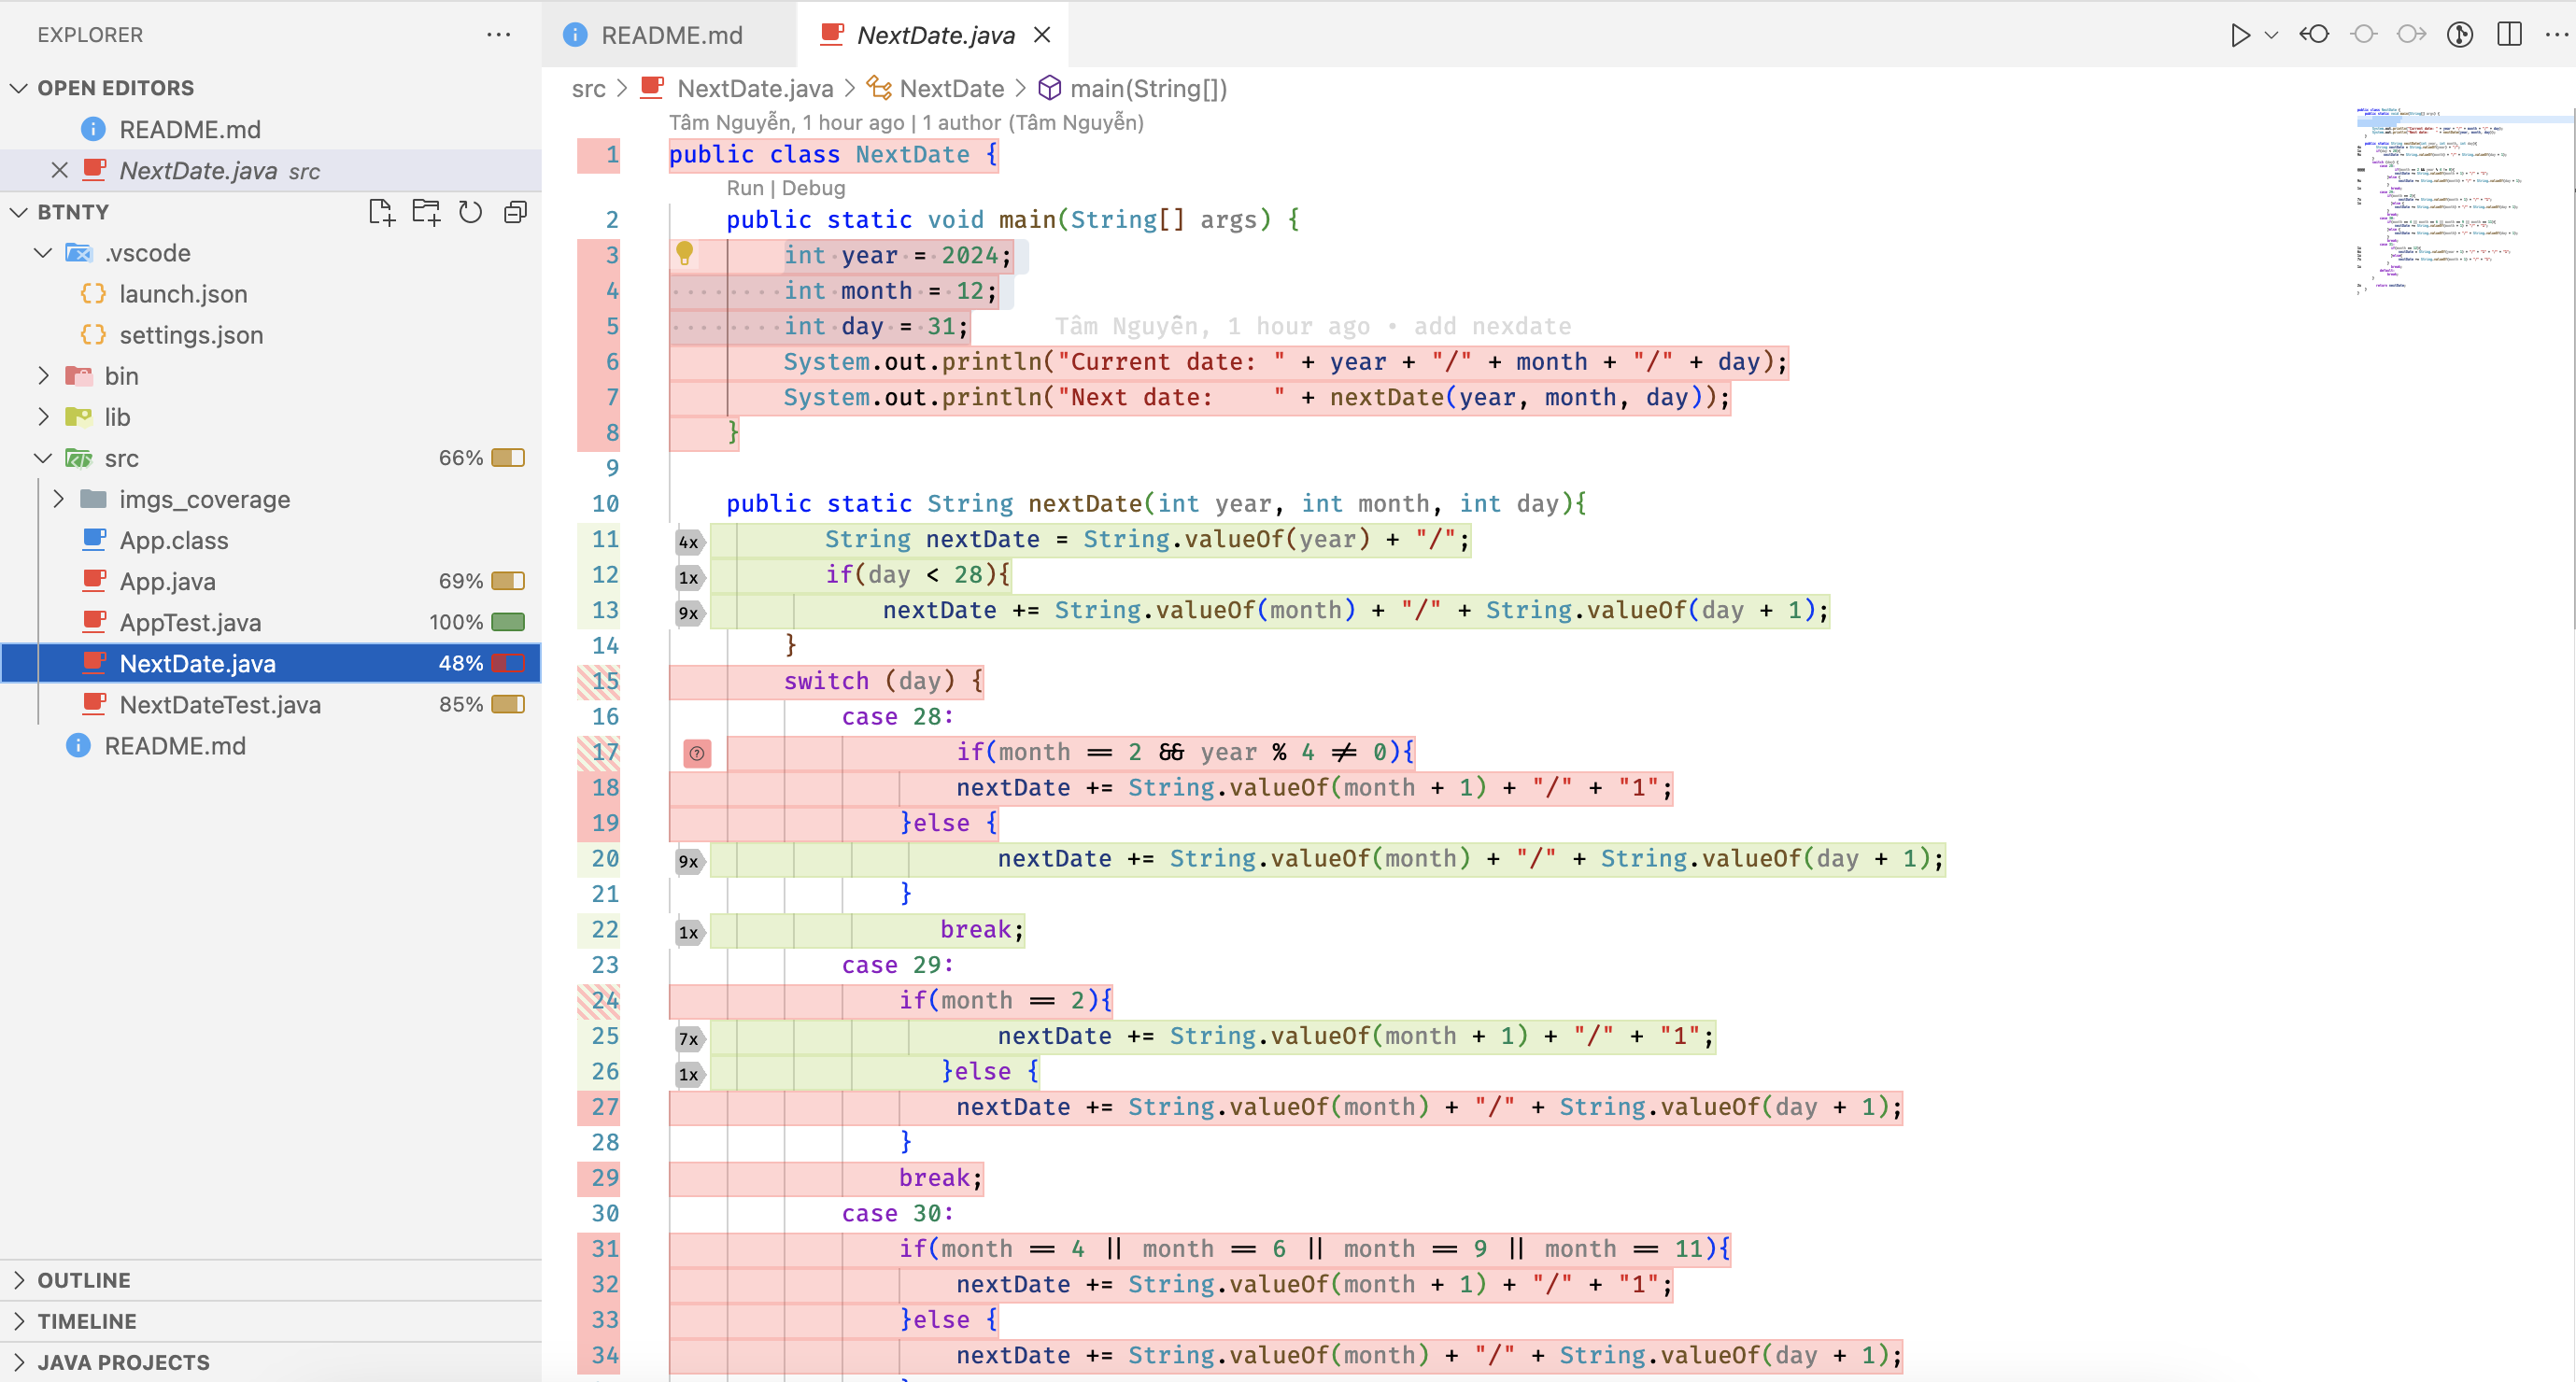 EXPLORER
README.md
NextDate.java
OPEN EDITORS
README.md
NextDate.java src
BTNTY
.vscode
launch.json
settings.json
bin
lib
src 66%
imgs_coverage
App.class
App.java 69%
AppTest.java 100%
NextDate.java 48%
NextDateTest.java 85%
README.md
OUTLINE
TIMELINE
JAVA PROJECTS
src > NextDate.java > NextDate > main(String[])
Tâm Nguyễn, 1 hour ago | 1 author (Tâm Nguyễn)
1 public class NextDate {
Run | Debug
2 public static void main(String[] args) {
3 int year = 2024;
4 int month = 12;
5 int day = 31; Tâm Nguyễn, 1 hour ago • add nexdate
6 System.out.println("Current date: " + year + "/" + month + "/" + day);
7 System.out.println("Next date:    " + nextDate(year, month, day));
8 }
9
10 public static String nextDate(int year, int month, int day){
11 4x String nextDate = String.valueOf(year) + "/";
12 1x if(day < 28){
13 9x nextDate += String.valueOf(month) + "/" + String.valueOf(day + 1);
14 }
15 switch (day) {
16 case 28:
17 if(month == 2 && year % 4 != 0){
18 nextDate += String.valueOf(month + 1) + "/" + "1";
19 }else {
20 9x nextDate += String.valueOf(month) + "/" + String.valueOf(day + 1);
21 }
22 1x break;
23 case 29:
24 if(month == 2){
25 7x nextDate += String.valueOf(month + 1) + "/" + "1";
26 1x }else {
27 nextDate += String.valueOf(month) + "/" + String.valueOf(day + 1);
28 }
29 break;
30 case 30:
31 if(month == 4 || month == 6 || month == 9 || month == 11){
32 nextDate += String.valueOf(month + 1) + "/" + "1";
33 }else {
34 nextDate += String.valueOf(month) + "/" + String.valueOf(day + 1);